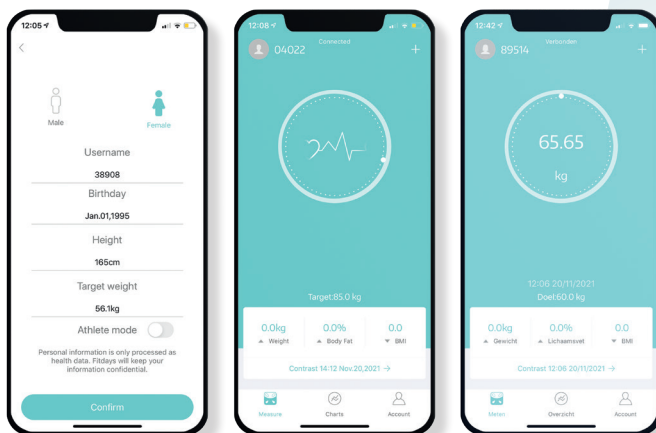 12:05
Male
Female
Username
38908
Birthday
Jan.01,1995
Height
165cm
Target weight
56.1kg
Athlete mode
Personal information is only processed as
health data. Fitdays will keep your
information confidential.
Confirm
12:08
Connected
04022
Target:85.0 kg
0.0kg 0.0% 0.0
Weight Body Fat BMI
Contrast 14:12 Nov.20,2021
Measure Charts Account
12:42
Verbonden
89514
65.65
kg
12:06 20/11/2021
Doel:60.0 kg
0.0kg 0.0% 0.0
Gewicht Lichaamsvet BMI
Contrast 12:06 20/11/2021
Meten Overzicht Account